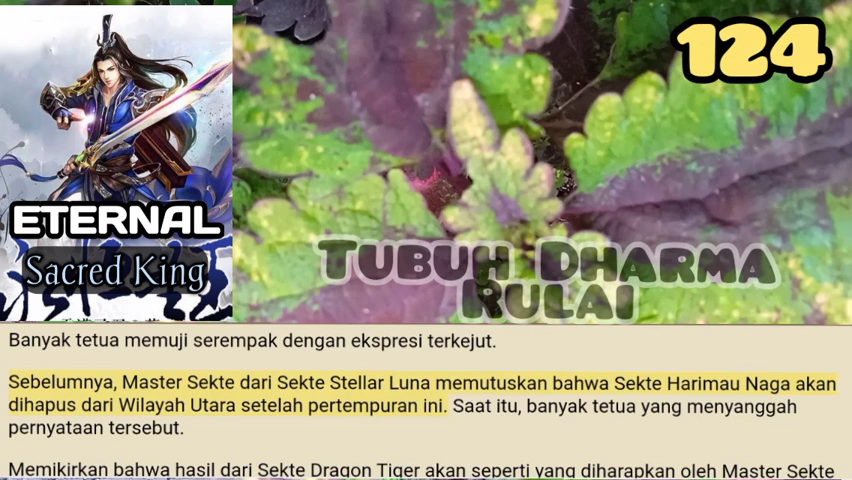 124
ETERNAL
Sacred King
TUBUH DHARMA
RULAI
Banyak tetua memuji serempak dengan ekspresi terkejut.
Sebelumnya, Master Sekte dari Sekte Stellar Luna memutuskan bahwa Sekte Harimau Naga akan
dihapus dari Wilayah Utara setelah pertempuran ini. Saat itu, banyak tetua yang menyanggah
pernyataan tersebut.
Memikirkan bahwa hasil dari Sekte Dragon Tiger akan seperti yang diharapkan oleh Master Sekte